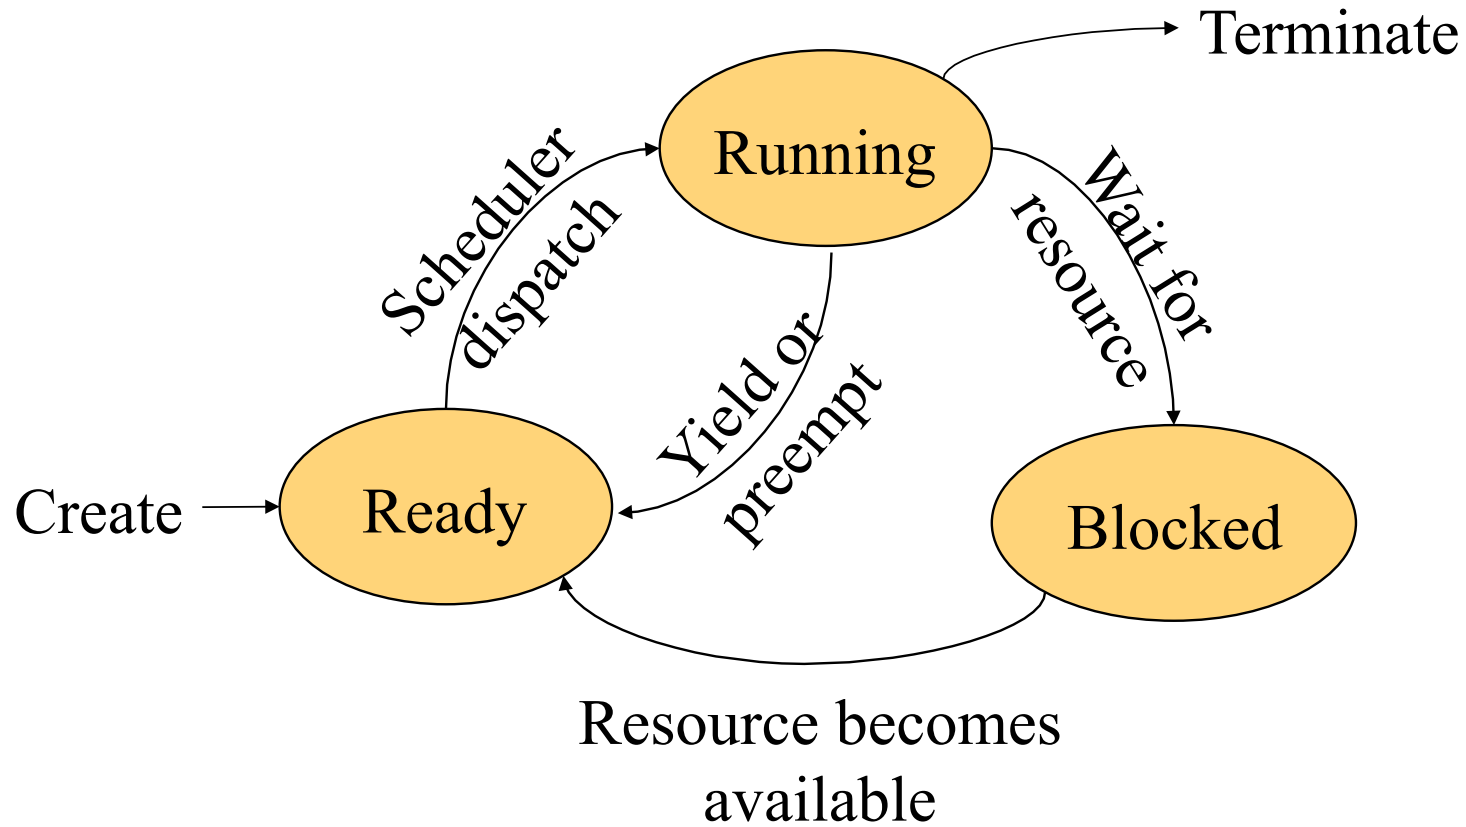 Terminate
Running
Scheduler
dispatch
Wait for
resource
Yield or
preempt
Create
Ready
Blocked
Resource becomes
available